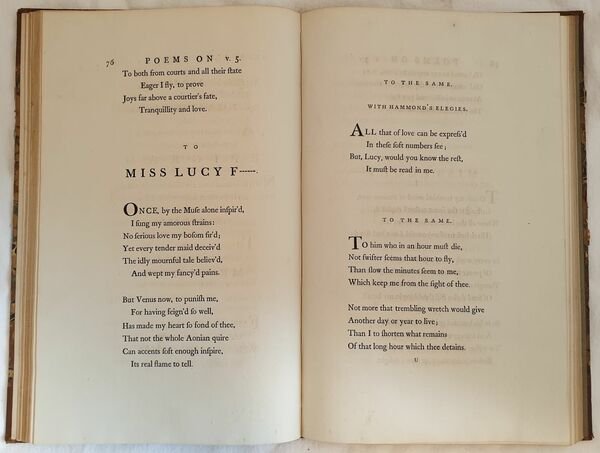 76 POEMS ON v. 5.
To both from courts and all their ſtate
Eager I fly, to prove
Joys far above a courtier's fate,
Tranquillity and love.
TO
MISS LUCY F------.
ONCE, by the Muſe alone inſpir'd,
I ſung my amorous ſtrains:
No ſerious love my boſom fir'd;
Yet every tender maid deceiv'd
The idly mournful tale believ'd,
And wept my fancy'd pains.
But Venus now, to puniſh me,
For having feign'd ſo well,
Has made my heart ſo fond of thee,
That not the whole Aonian quire
Can accents ſoft enough inſpire,
Its real flame to tell.
TO THE SAME,
WITH HAMMOND'S ELEGIES.
ALL that of love can be expreſs'd
In theſe ſoft numbers ſee;
But, Lucy, would you know the reſt,
It muſt be read in me.
TO THE SAME.
To him who in an hour muſt die,
Not ſwifter ſeems that hour to fly,
Than ſlow the minutes ſeem to me,
Which keep me from the ſight of thee.
Not more that trembling wretch would give
Another day or year to live;
Than I to ſhorten what remains
Of that long hour which thee detains.
U